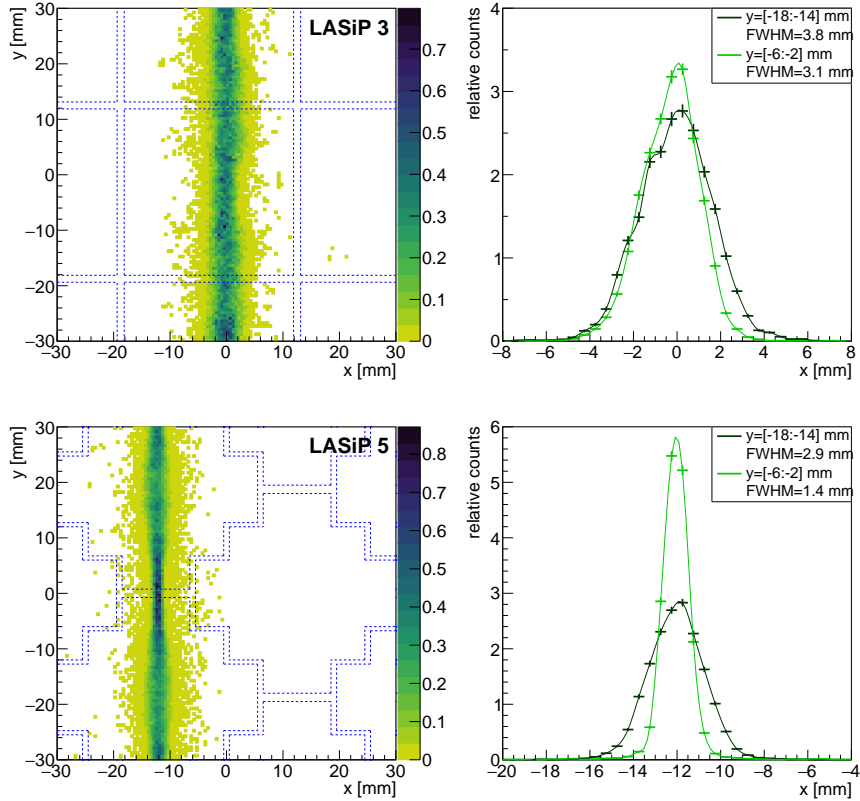 LASiP 3
y [mm]
30
20
10
0
−10
−20
−30
−30 −20 −10 0 10 20 30
x [mm]
0.7
0.6
0.5
0.4
0.3
0.2
0.1
0
relative counts
4
3
2
1
0
−8 −6 −4 −2 0 2 4 6 8
x [mm]
y=[-18:-14] mm
FWHM=3.8 mm
y=[-6:-2] mm
FWHM=3.1 mm
LASiP 5
y [mm]
30
20
10
0
−10
−20
−30
−30 −20 −10 0 10 20 30
x [mm]
0.8
0.7
0.6
0.5
0.4
0.3
0.2
0.1
0
relative counts
6
5
4
3
2
1
0
−20 −18 −16 −14 −12 −10 −8 −6 −4
x [mm]
y=[-18:-14] mm
FWHM=2.9 mm
y=[-6:-2] mm
FWHM=1.4 mm